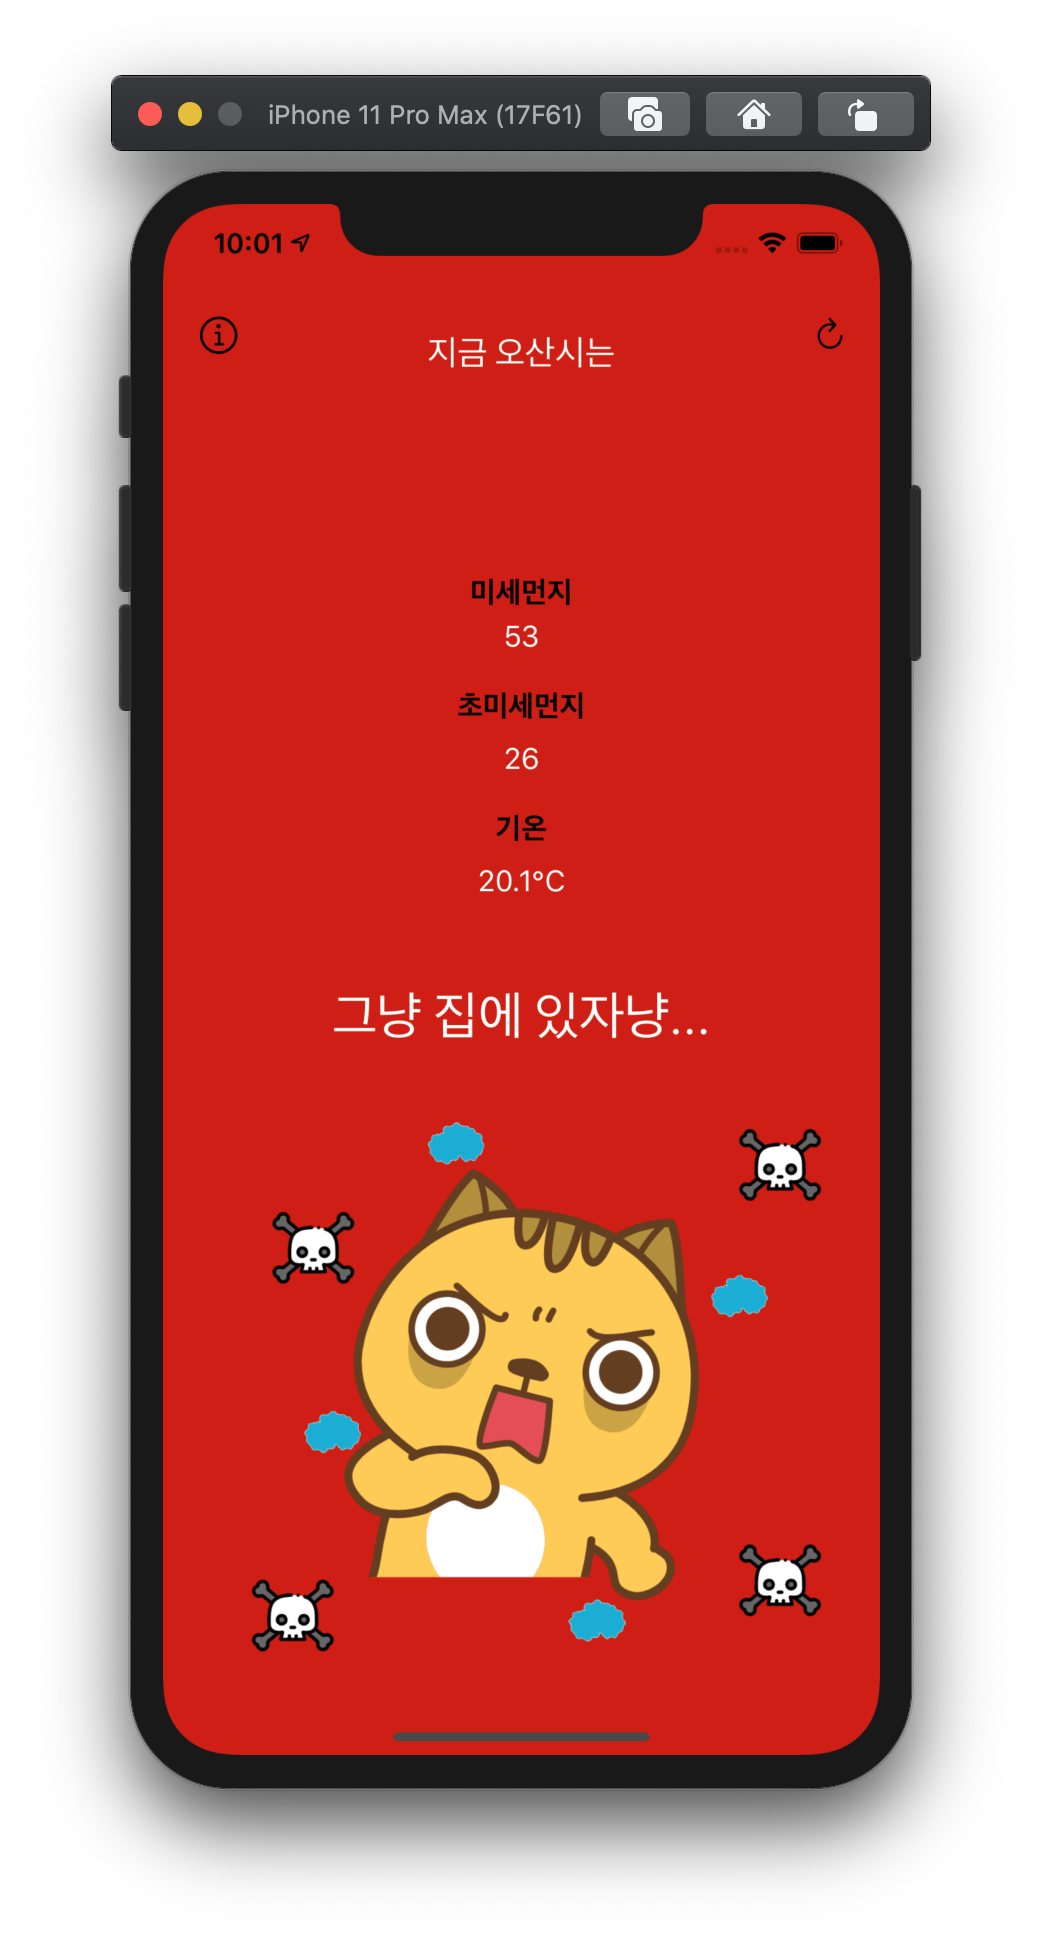 iPhone 11 Pro Max (17F61)
10:01
지금 오산시는
미세먼지
53
초미세먼지
26
기온
20.1°C
그냥 집에 있자냥...